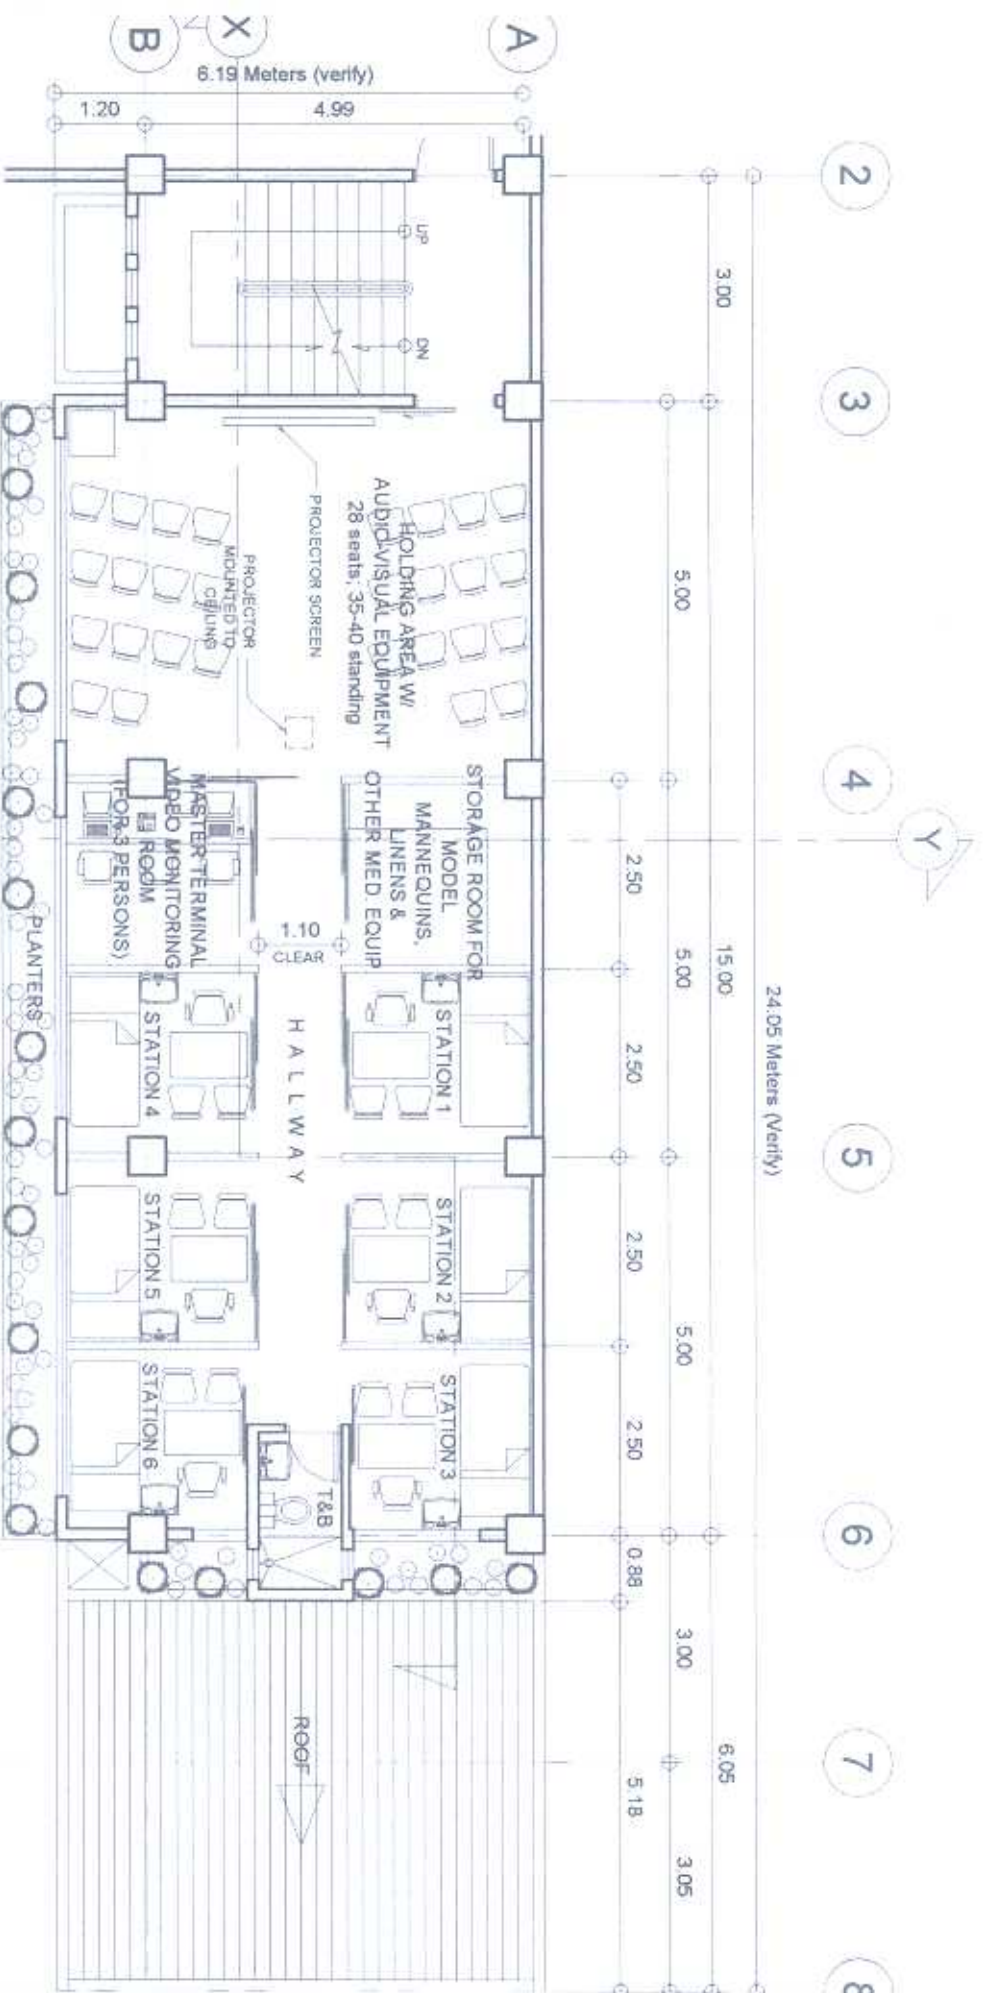 A
X
B
6.19 Meters (verify)
1.20
4.99
2
3
4
Y
5
6
7
8
24.05 Meters (Verify)
3.00
15.00
6.05
5.00
5.00
5.00
3.00
3.05
2.50
2.50
2.50
2.50
0.88
5.18
UP
DN
HOLDING AREA W/
AUDIO-VISUAL EQUIPMENT
28 seats; 35-40 standing
PROJECTOR SCREEN
PROJECTOR
MOUNTED TO
CEILING
STORAGE ROOM FOR
MODEL
MANNEQUINS,
LINENS &
OTHER MED. EQUIP
MASTER TERMINAL
VIDEO MONITORING
ROOM
(FOR 3 PERSONS)
1.10
CLEAR
HALLWAY
STATION 1
STATION 2
STATION 3
STATION 4
STATION 5
STATION 6
T&B
PLANTERS
ROOF